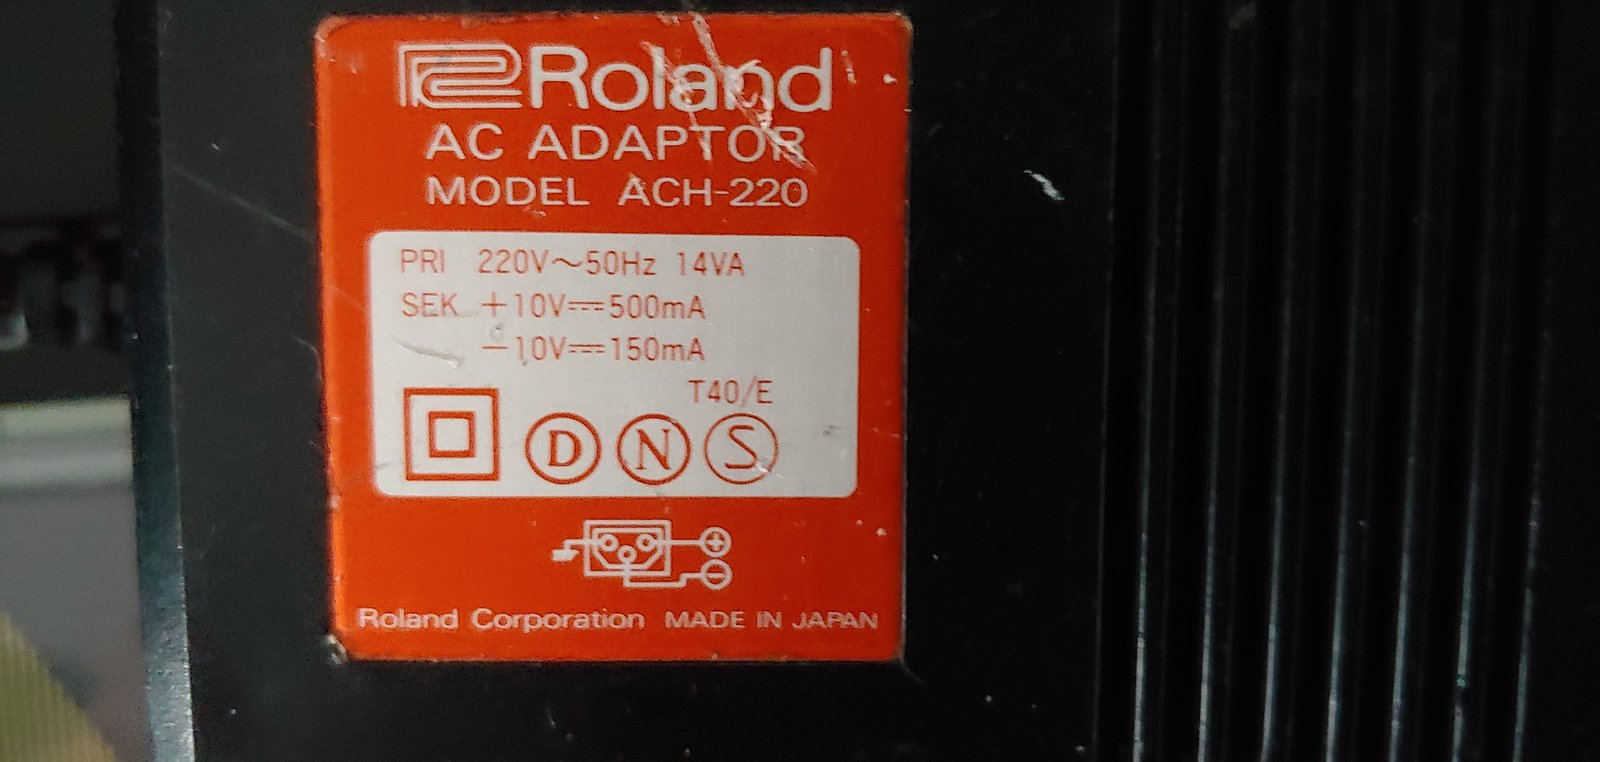 Roland
AC ADAPTOR
MODEL ACH-220
PRI 220V～50Hz 14VA
SEK +10V⎓500mA
−10V⎓150mA
T40/E
D N S
+
−
Roland Corporation MADE IN JAPAN